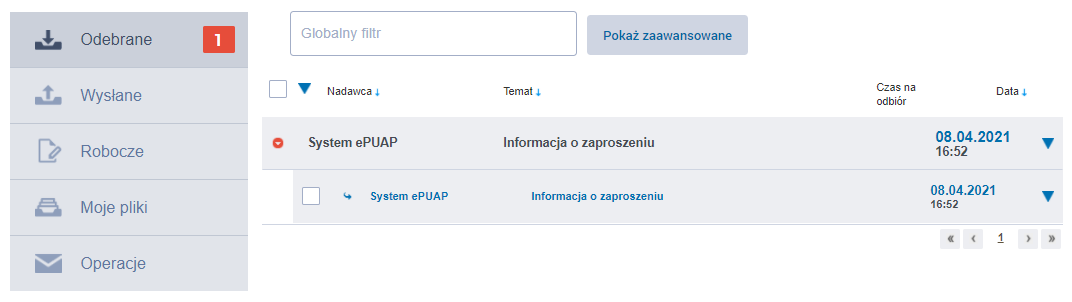 Odebrane 1
Wysłane
Robocze
Moje pliki
Operacje
Globalny filtr
Pokaż zaawansowane
Nadawca ↓ Temat ↓ Czas na odbiór Data ↓
System ePUAP Informacja o zaproszeniu 08.04.2021
16:52
System ePUAP Informacja o zaproszeniu 08.04.2021
16:52
« ‹ 1 › »